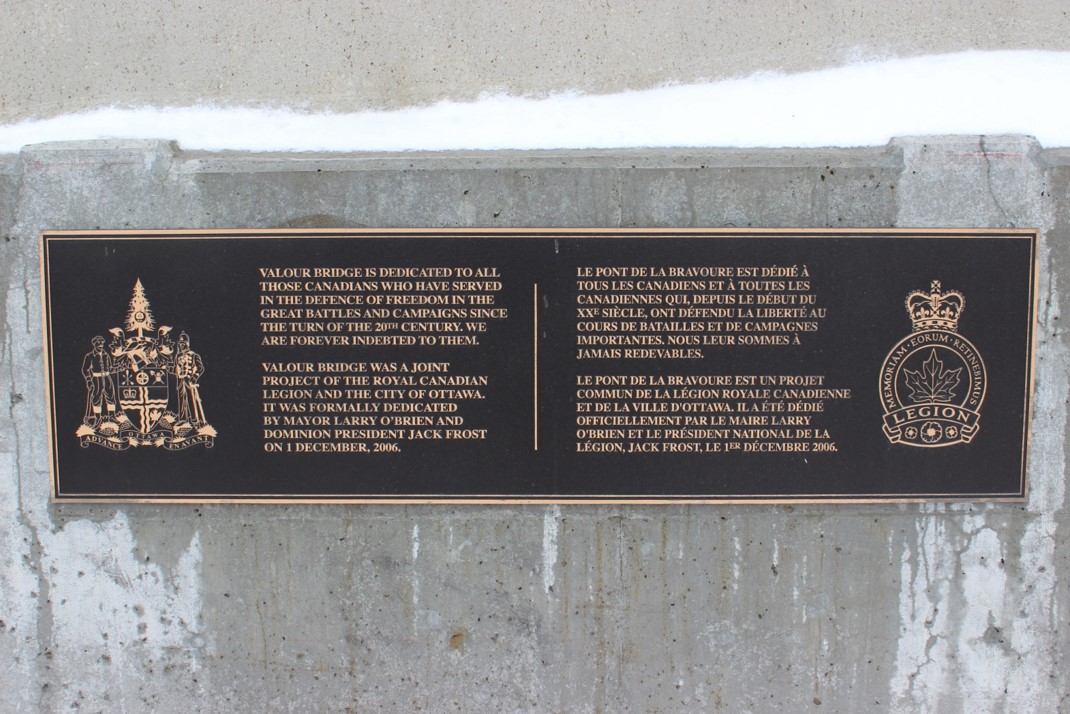 VALOUR BRIDGE IS DEDICATED TO ALL
THOSE CANADIANS WHO HAVE SERVED
IN THE DEFENCE OF FREEDOM IN THE
GREAT BATTLES AND CAMPAIGNS SINCE
THE TURN OF THE 20TH CENTURY. WE
ARE FOREVER INDEBTED TO THEM.
VALOUR BRIDGE WAS A JOINT
PROJECT OF THE ROYAL CANADIAN
LEGION AND THE CITY OF OTTAWA.
IT WAS FORMALLY DEDICATED
BY MAYOR LARRY O'BRIEN AND
DOMINION PRESIDENT JACK FROST
ON 1 DECEMBER, 2006.
LE PONT DE LA BRAVOURE EST DÉDIÉ À
TOUS LES CANADIENS ET À TOUTES LES
CANADIENNES QUI, DEPUIS LE DÉBUT DU
XXE SIÈCLE, ONT DÉFENDU LA LIBERTÉ AU
COURS DE BATAILLES ET DE CAMPAGNES
IMPORTANTES. NOUS LEUR SOMMES À
JAMAIS REDEVABLES.
LE PONT DE LA BRAVOURE EST UN PROJET
COMMUN DE LA LÉGION ROYALE CANADIENNE
ET DE LA VILLE D'OTTAWA. IL A ÉTÉ DÉDIÉ
OFFICIELLEMENT PAR LE MAIRE LARRY
O'BRIEN ET LE PRÉSIDENT NATIONAL DE LA
LÉGION, JACK FROST, LE 1ER DÉCEMBRE 2006.
ADVANCE OTTAWA EN AVANT
MEMORIAM·EORUM·RETINEBIMUS
LEGION